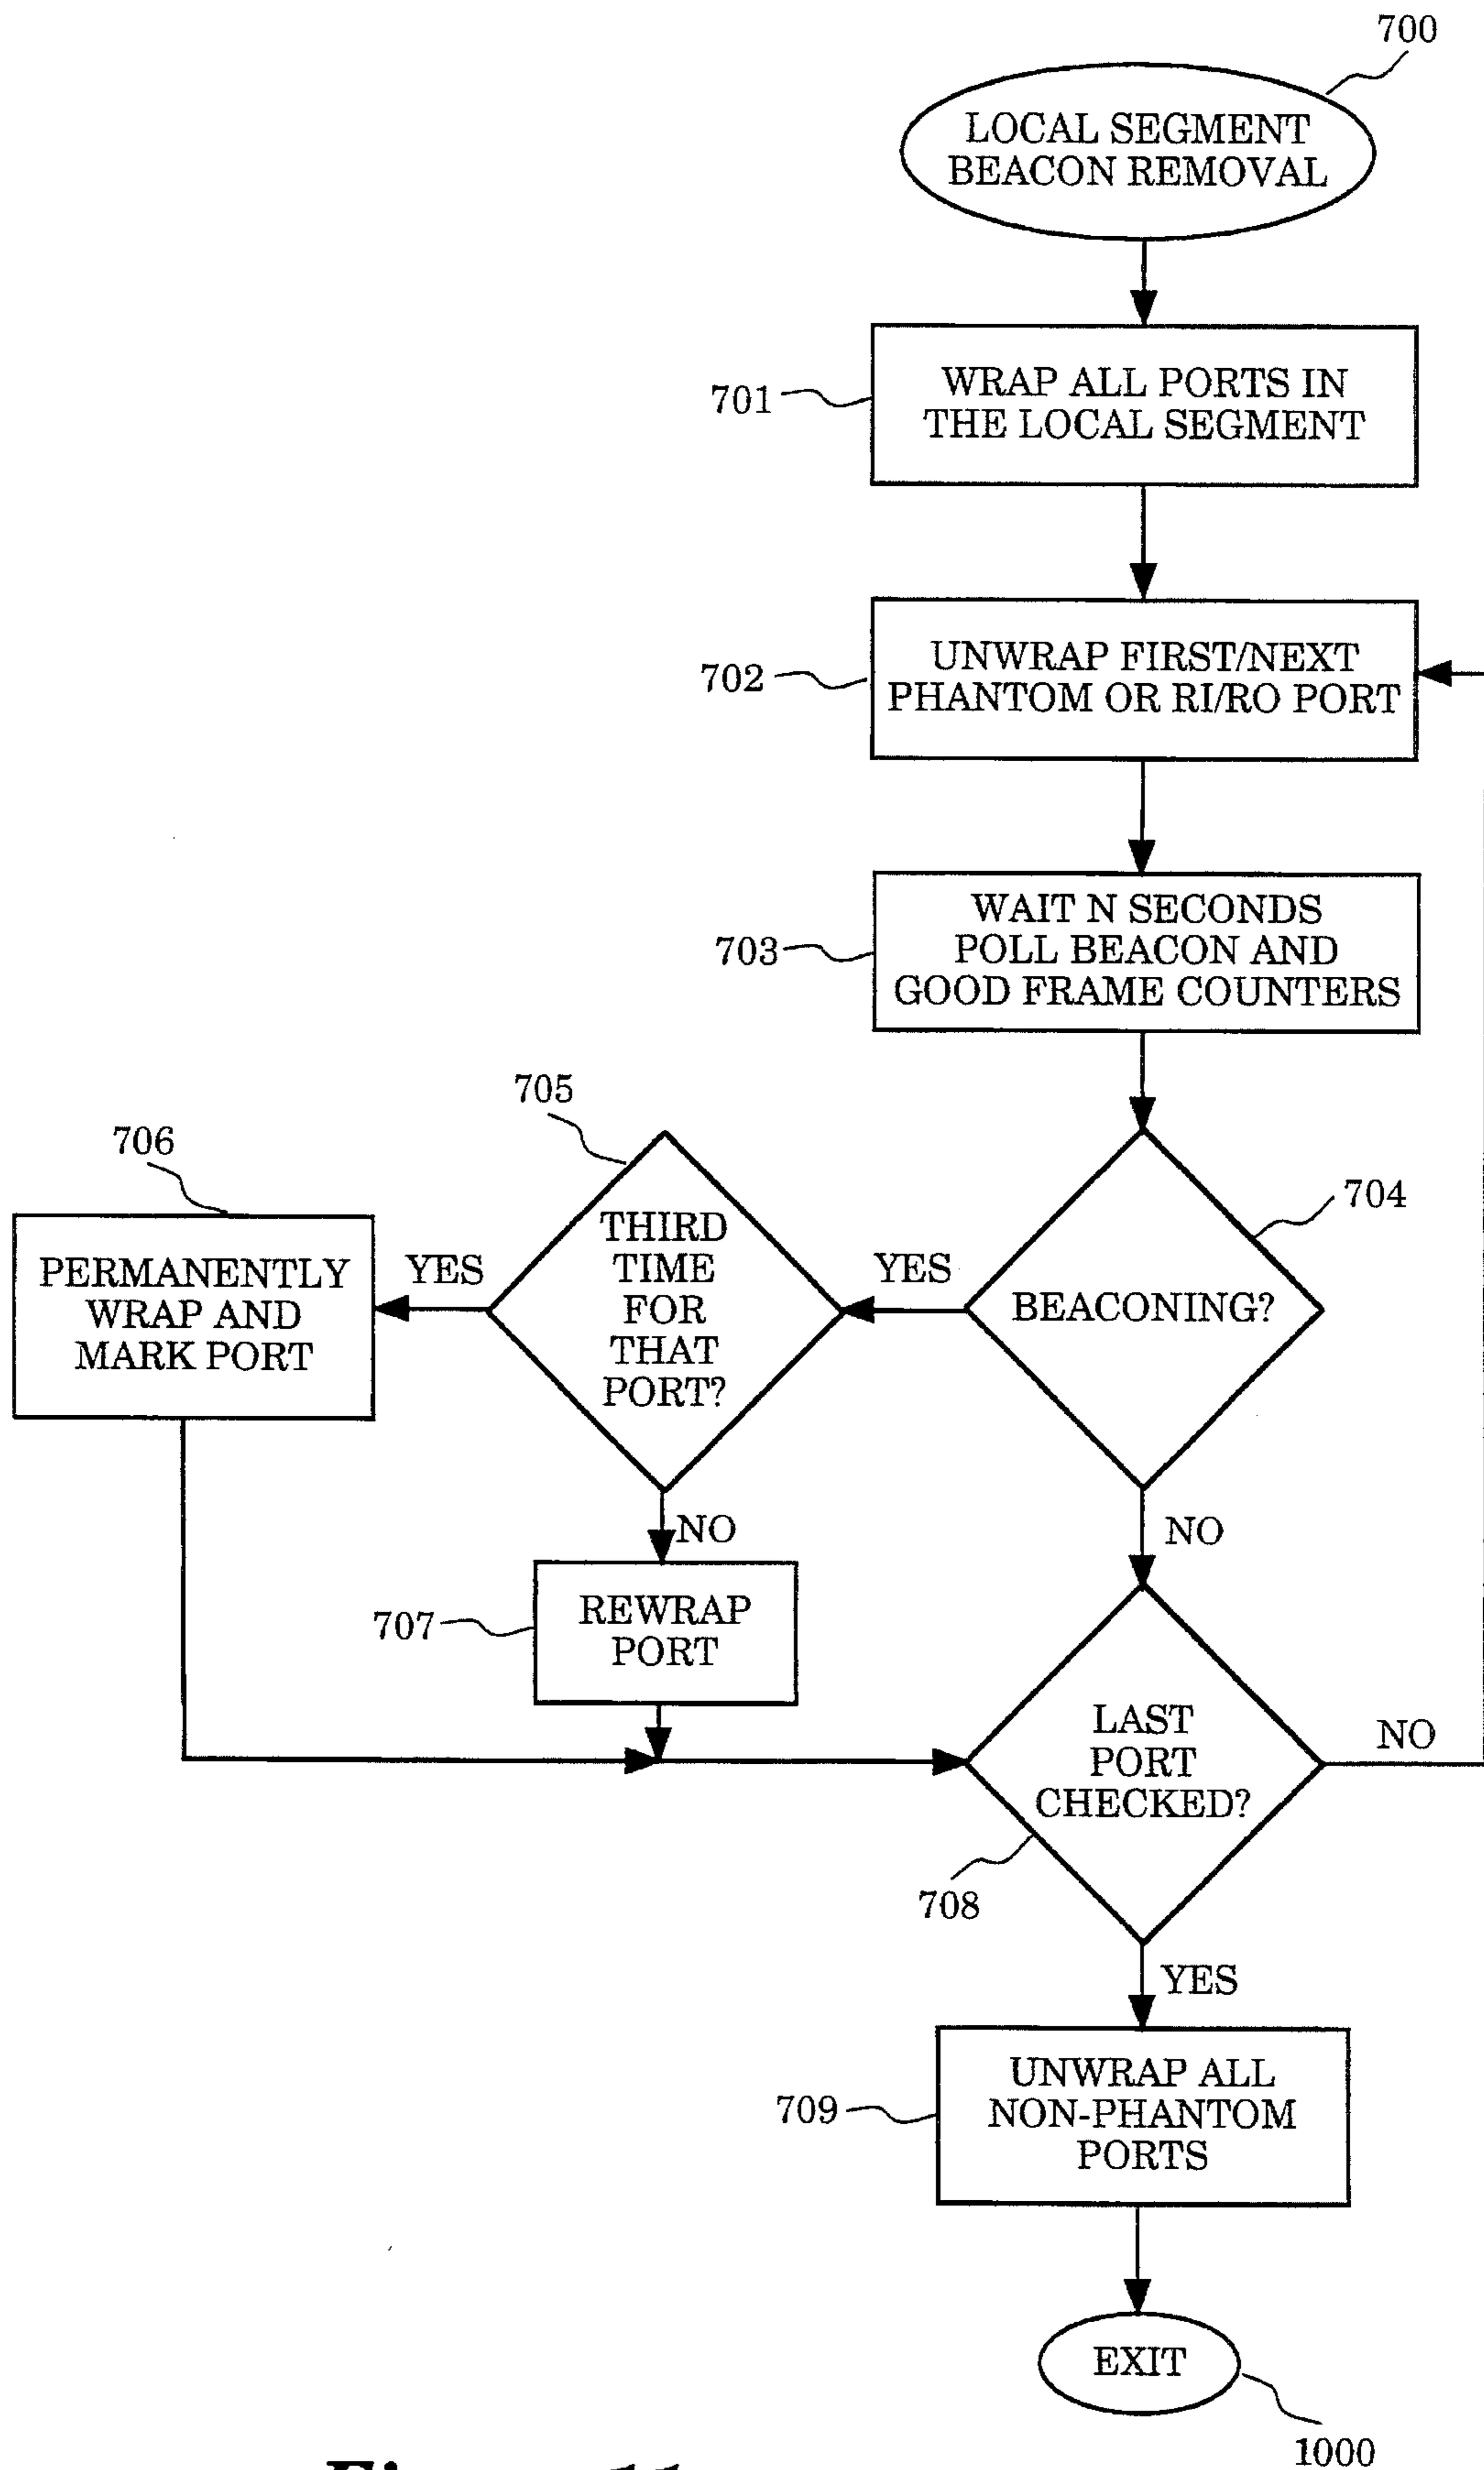 700
LOCAL SEGMENT
BEACON REMOVAL
701
WRAP ALL PORTS IN
THE LOCAL SEGMENT
702
UNWRAP FIRST/NEXT
PHANTOM OR RI/RO PORT
703
WAIT N SECONDS
POLL BEACON AND
GOOD FRAME COUNTERS
704
BEACONING?
YES
NO
705
THIRD
TIME
FOR
THAT
PORT?
YES
NO
706
PERMANENTLY
WRAP AND
MARK PORT
707
REWRAP
PORT
708
LAST
PORT
CHECKED?
NO
YES
709
UNWRAP ALL
NON-PHANTOM
PORTS
EXIT
1000